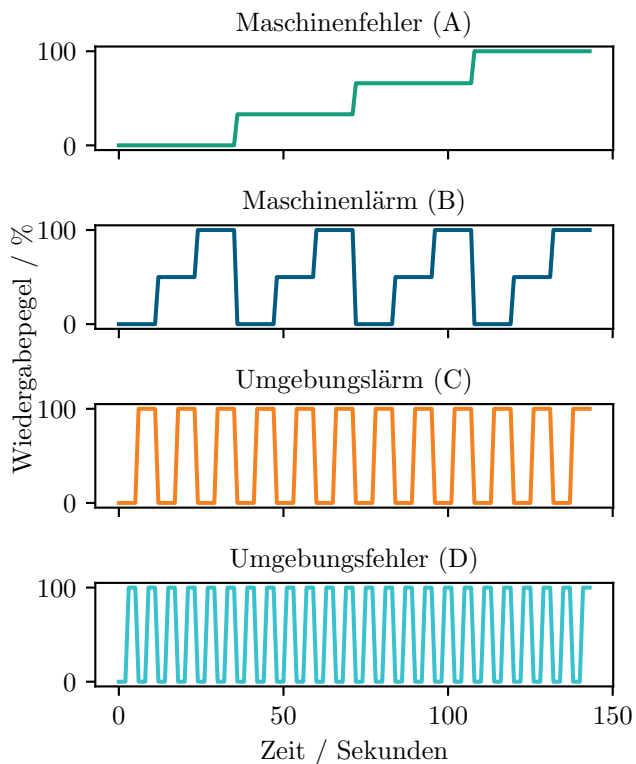 Maschinenfehler (A)
100
0
Maschinenlärm (B)
100
0
Wiedergabepegel / %
Umgebungslärm (C)
100
0
Umgebungsfehler (D)
100
0
0
50
100
150
Zeit / Sekunden